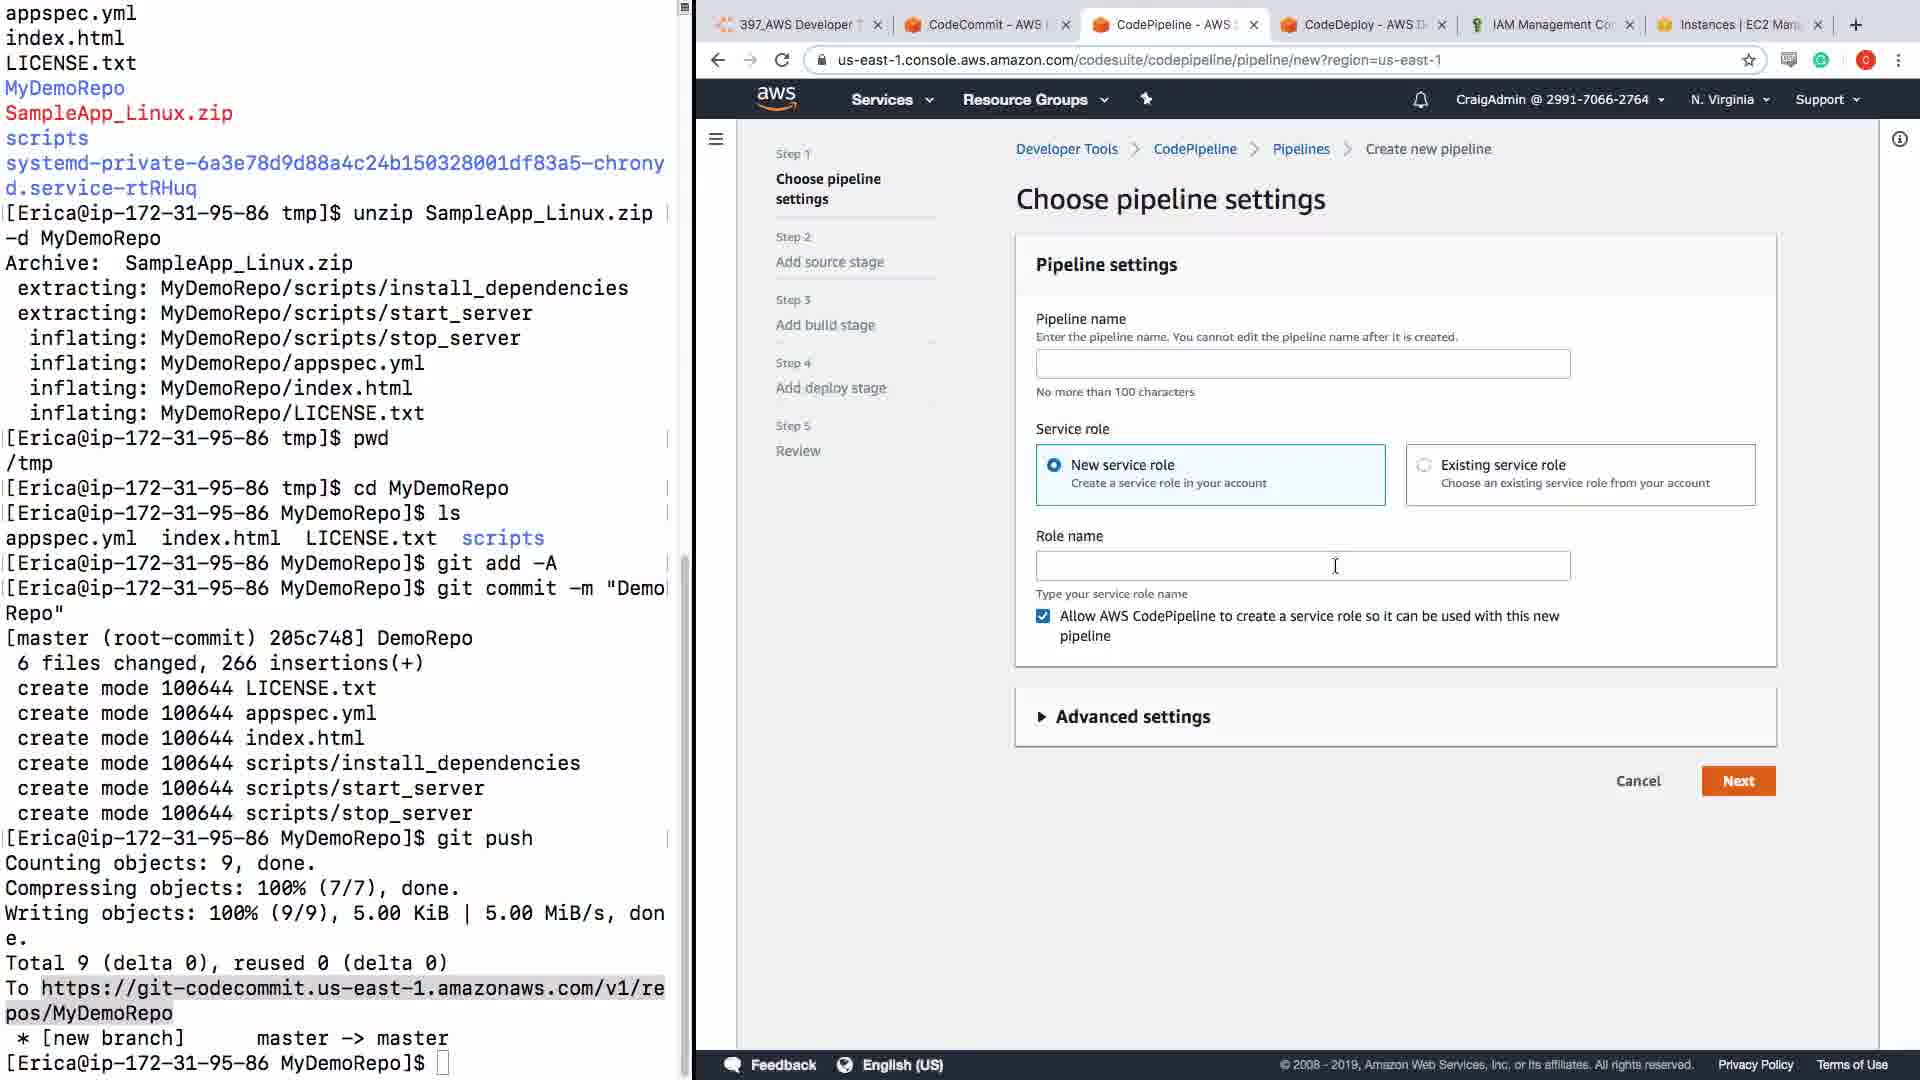 appspec.yml
index.html
LICENSE.txt
MyDemoRepo
SampleApp_Linux.zip
scripts
systemd-private-6a3e78d9d88a4c24b150328001df83a5-chrony
d.service-rtRHuq
[Erica@ip-172-31-95-86 tmp]$ unzip SampleApp_Linux.zip
-d MyDemoRepo
Archive:  SampleApp_Linux.zip
 extracting: MyDemoRepo/scripts/install_dependencies
 extracting: MyDemoRepo/scripts/start_server
  inflating: MyDemoRepo/scripts/stop_server
  inflating: MyDemoRepo/appspec.yml
  inflating: MyDemoRepo/index.html
  inflating: MyDemoRepo/LICENSE.txt
[Erica@ip-172-31-95-86 tmp]$ pwd
/tmp
[Erica@ip-172-31-95-86 tmp]$ cd MyDemoRepo
[Erica@ip-172-31-95-86 MyDemoRepo]$ ls
appspec.yml  index.html  LICENSE.txt  scripts
[Erica@ip-172-31-95-86 MyDemoRepo]$ git add -A
[Erica@ip-172-31-95-86 MyDemoRepo]$ git commit -m "Demo
Repo"
[master (root-commit) 205c748] DemoRepo
 6 files changed, 266 insertions(+)
 create mode 100644 LICENSE.txt
 create mode 100644 appspec.yml
 create mode 100644 index.html
 create mode 100644 scripts/install_dependencies
 create mode 100644 scripts/start_server
 create mode 100644 scripts/stop_server
[Erica@ip-172-31-95-86 MyDemoRepo]$ git push
Counting objects: 9, done.
Compressing objects: 100% (7/7), done.
Writing objects: 100% (9/9), 5.00 KiB | 5.00 MiB/s, don
e.
Total 9 (delta 0), reused 0 (delta 0)
To https://git-codecommit.us-east-1.amazonaws.com/v1/re
pos/MyDemoRepo
 * [new branch]      master -> master
[Erica@ip-172-31-95-86 MyDemoRepo]$
397_AWS Developer T
CodeCommit - AWS
CodePipeline - AWS
CodeDeploy - AWS D
IAM Management Co
Instances | EC2 Man
us-east-1.console.aws.amazon.com/codesuite/codepipeline/pipeline/new?region=us-east-1
aws
Services
Resource Groups
CraigAdmin @ 2991-7066-2764
N. Virginia
Support
Step 1
Choose pipeline
settings
Step 2
Add source stage
Step 3
Add build stage
Step 4
Add deploy stage
Step 5
Review
Developer Tools > CodePipeline > Pipelines > Create new pipeline
Choose pipeline settings
Pipeline settings
Pipeline name
Enter the pipeline name. You cannot edit the pipeline name after it is created.
No more than 100 characters
Service role
New service role
Create a service role in your account
Existing service role
Choose an existing service role from your account
Role name
Type your service role name
Allow AWS CodePipeline to create a service role so it can be used with this new
pipeline
Advanced settings
Cancel
Next
Feedback
English (US)
© 2008 - 2019, Amazon Web Services, Inc. or its affiliates. All rights reserved.
Privacy Policy
Terms of Use